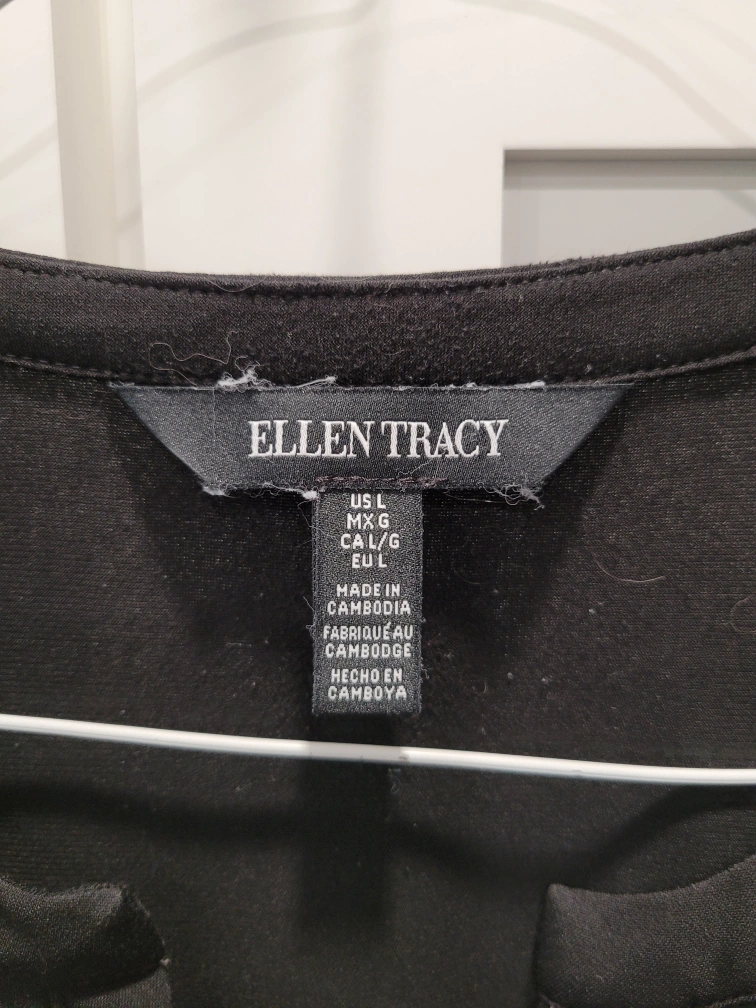 ELLEN TRACY
US L
MX G
CA L/G
EU L
MADE IN
CAMBODIA
FABRIQUÉ AU
CAMBODGE
HECHO EN
CAMBOYA